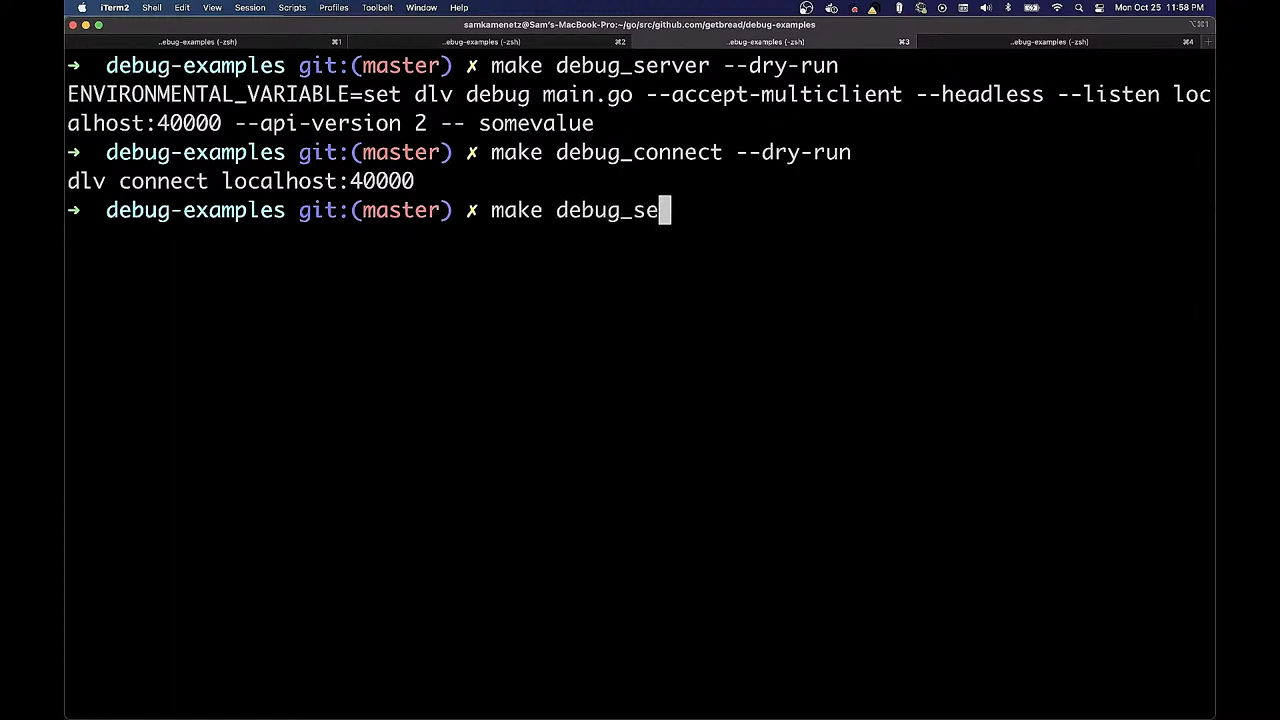 iTerm2 Shell Edit View Session Scripts Profiles Toolbelt Window Help Mon Oct 25 11:58 PM
samkamenetz@Sam's-MacBook-Pro:~/go/src/github.com/getbread/debug-examples ⌥⌘1
..ebug-examples (-zsh) ⌘1 ..ebug-examples (-zsh) ⌘2 ..ebug-examples (-zsh) ⌘3 ..ebug-examples (-zsh) ⌘4
→ debug-examples git:(master) ✗ make debug_server --dry-run
ENVIRONMENTAL_VARIABLE=set dlv debug main.go --accept-multiclient --headless --listen loc
alhost:40000 --api-version 2 -- somevalue
→ debug-examples git:(master) ✗ make debug_connect --dry-run
dlv connect localhost:40000
→ debug-examples git:(master) ✗ make debug_se